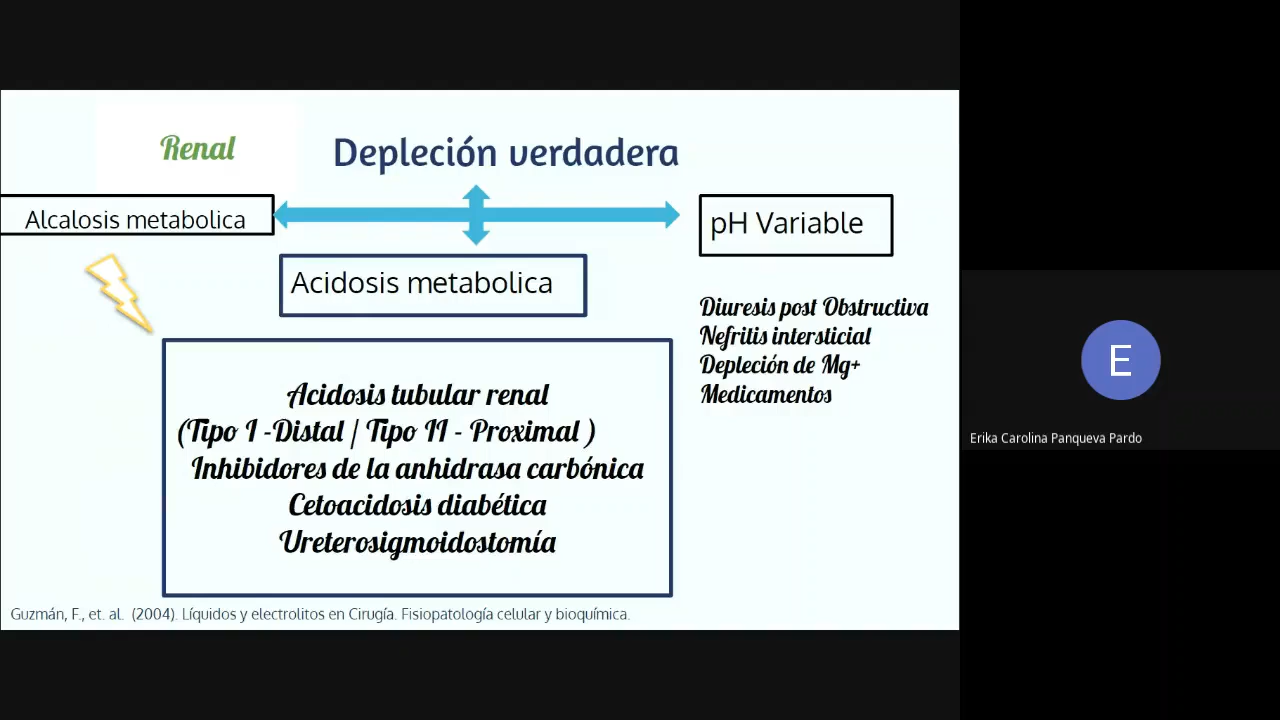 Renal
Depleción verdadera
Alcalosis metabolica
pH Variable
Acidosis metabolica
Diuresis post Obstructiva
Nefritis intersticial
Depleción de Mg+
Medicamentos
Acidosis tubular renal
(Tipo I -Distal / Tipo II - Proximal )
Inhibidores de la anhidrasa carbónica
Cetoacidosis diabética
Ureterosigmoidostomía
Guzmán, F., et. al. (2004). Líquidos y electrolitos en Cirugía. Fisiopatología celular y bioquímica.
E
Erika Carolina Panqueva Pardo